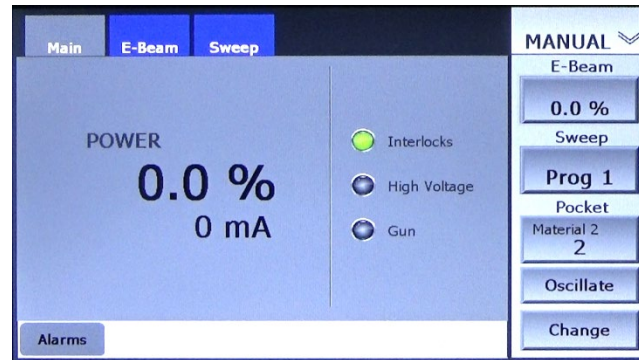 Main
E-Beam
Sweep
MANUAL
E-Beam
0.0 %
Sweep
Prog 1
Pocket
Material 2
2
Oscillate
Change
POWER
0.0 %
0 mA
Interlocks
High Voltage
Gun
Alarms